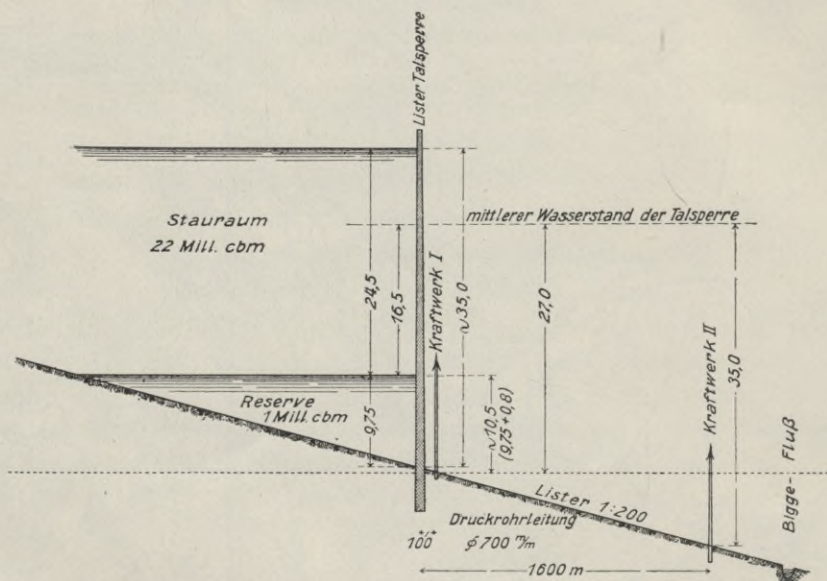 Lister Talsperre
Stauraum
22 Mill. cbm
mittlerer Wasserstand der Talsperre
24,5
16,5
~35,0
Kraftwerk I
27,0
Kraftwerk II
35,0
Reserve
1 Mill. cbm
9,75
~10,5
(9,75+0,8)
Lister 1:200
Bigge-Fluß
Druckrohrleitung
100
⌀ 700 m/m
1600 m